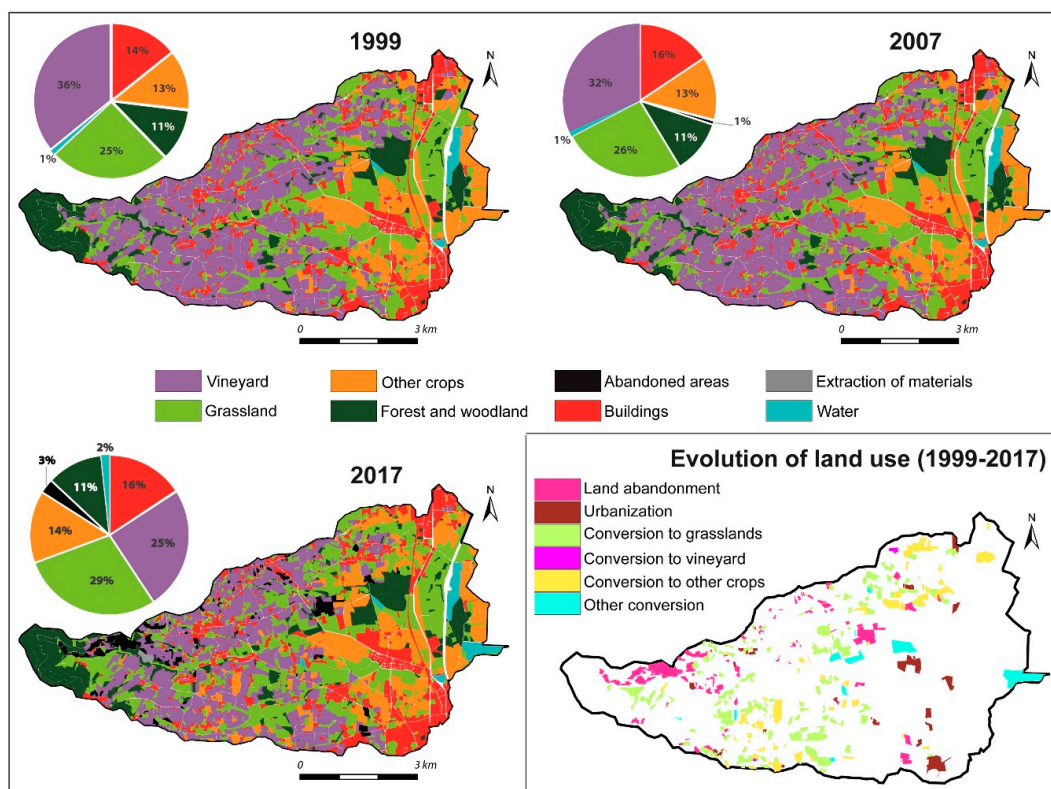 1999
14%
36%
13%
11%
1%
25%
N
0 3 km
2007
16%
32%
13%
1%
11%
1%
26%
N
0 3 km
Vineyard
Other crops
Abandoned areas
Extraction of materials
Grassland
Forest and woodland
Buildings
Water
2017
2%
3%
11%
16%
14%
25%
29%
N
0 3 km
Evolution of land use (1999-2017)
Land abandonment
Urbanization
Conversion to grasslands
Conversion to vineyard
Conversion to other crops
Other conversion
N